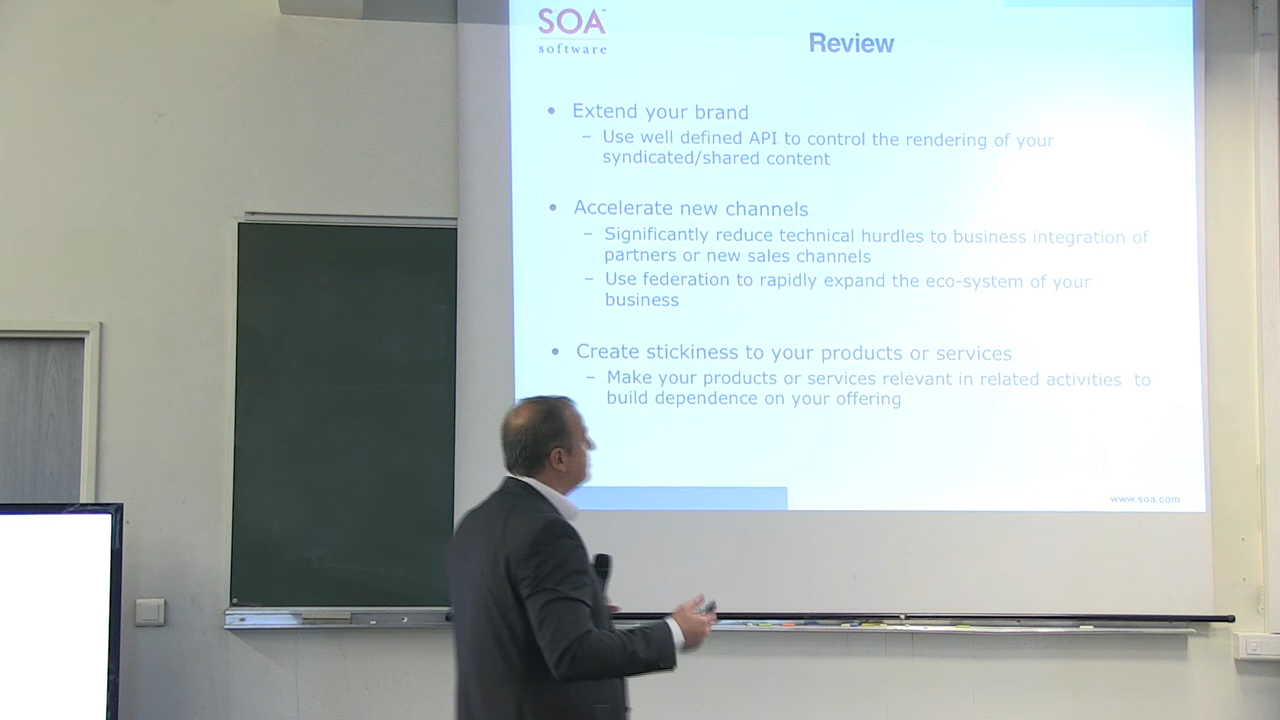 SOA
software
Review
• Extend your brand
– Use well defined API to control the rendering of your
syndicated/shared content
• Accelerate new channels
– Significantly reduce technical hurdles to business integration of
partners or new sales channels
– Use federation to rapidly expand the eco-system of your
business
• Create stickiness to your products or services
– Make your products or services relevant in related activities to
build dependence on your offering
www.soa.com